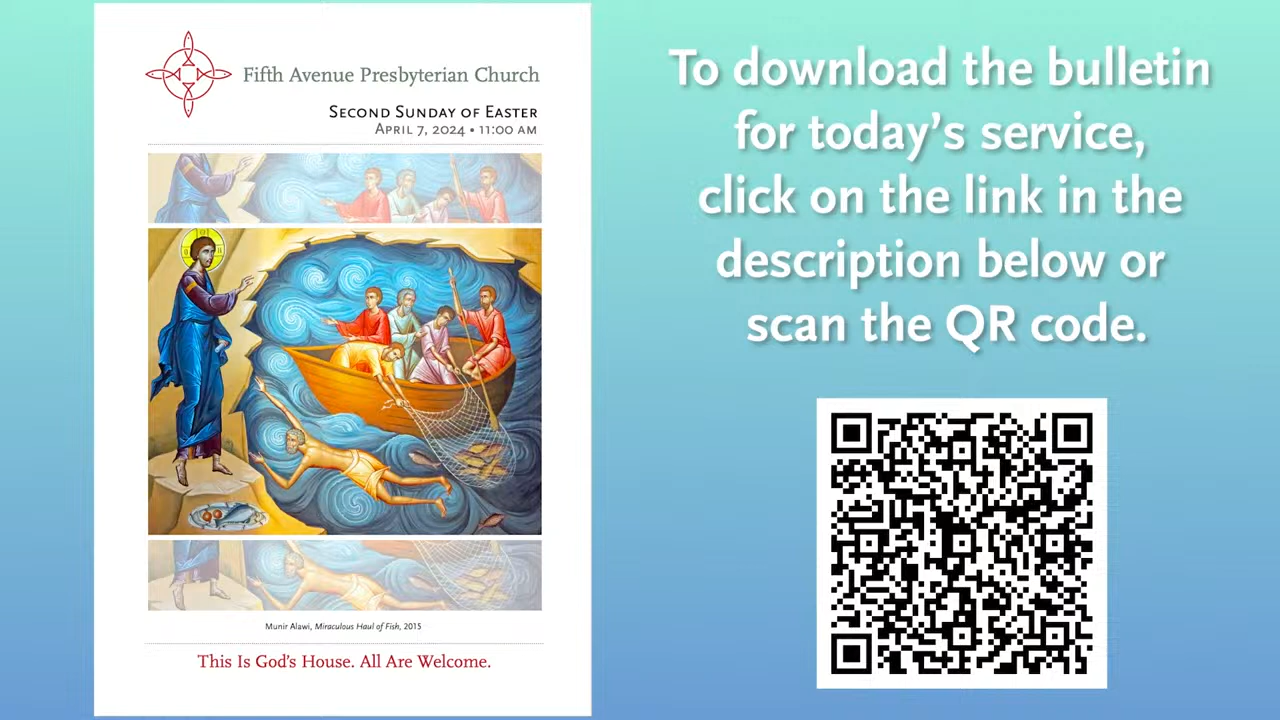 Fifth Avenue Presbyterian Church
Second Sunday of Easter
April 7, 2024 • 11:00 am
Munir Alawi, Miraculous Haul of Fish, 2015
This Is God's House. All Are Welcome.
To download the bulletin
for today's service,
click on the link in the
description below or
scan the QR code.